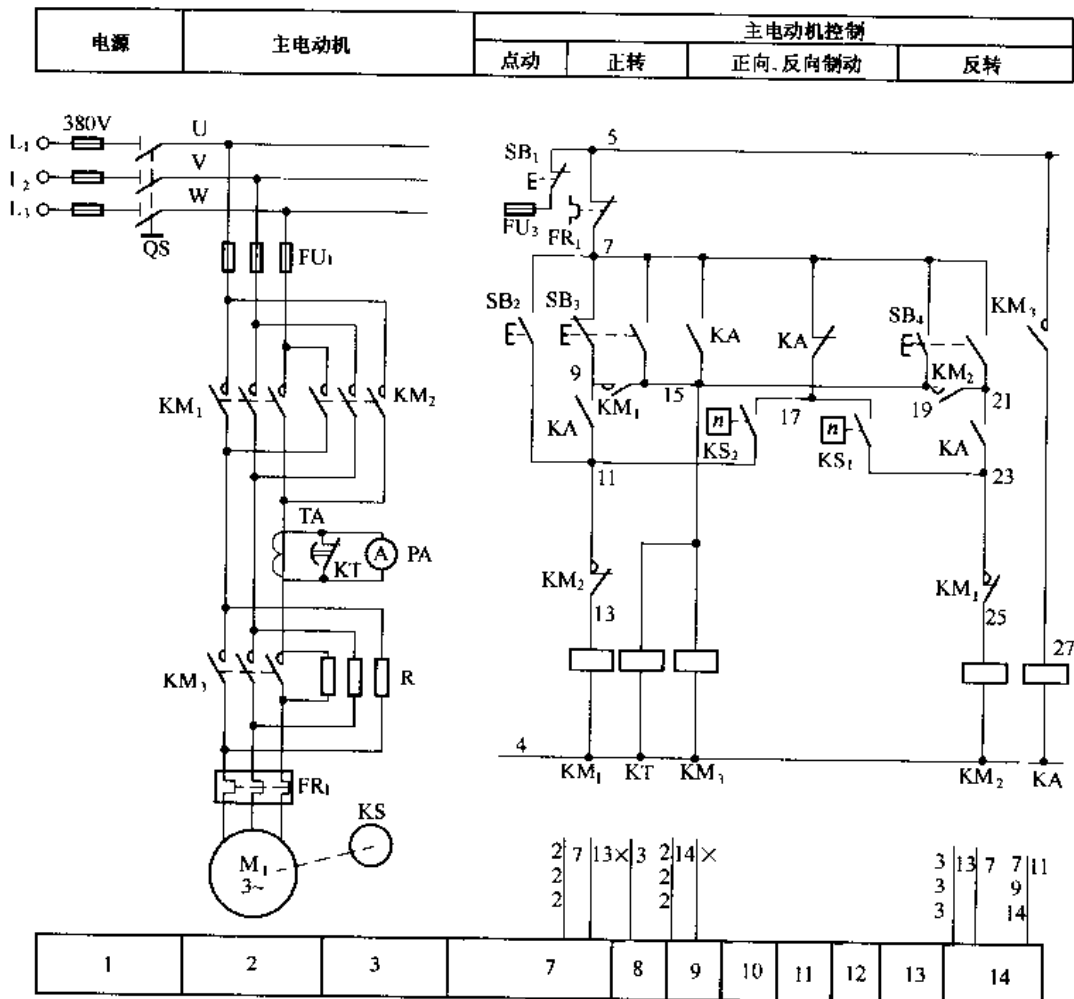 电源 主电动机 主电动机控制
点动 正转 正向、反向制动 反转
380V
L₁ U
L₂ V
L₃ W
QS
FU₁
KM₁ KM₂
TA
KT A PA
KM₃ R
FR₁
KS
M₁
3~
5
SB₁
FU₃ FR₁
7
SB₂ SB₃ KA KA SB₄ KM₃
9 KM₁ 15 17 19 KM₂ 21
KA n KS₂ n KS₁ KA
11 23
KM₂ KM₁
13 25
27
4
KM₁ KT KM₃ KM₂ KA
2 7 13 × 3 2 14 × 3 13 7 7 11
2 2 3 9
2 2 3 14
1 2 3 7 8 9 10 11 12 13 14